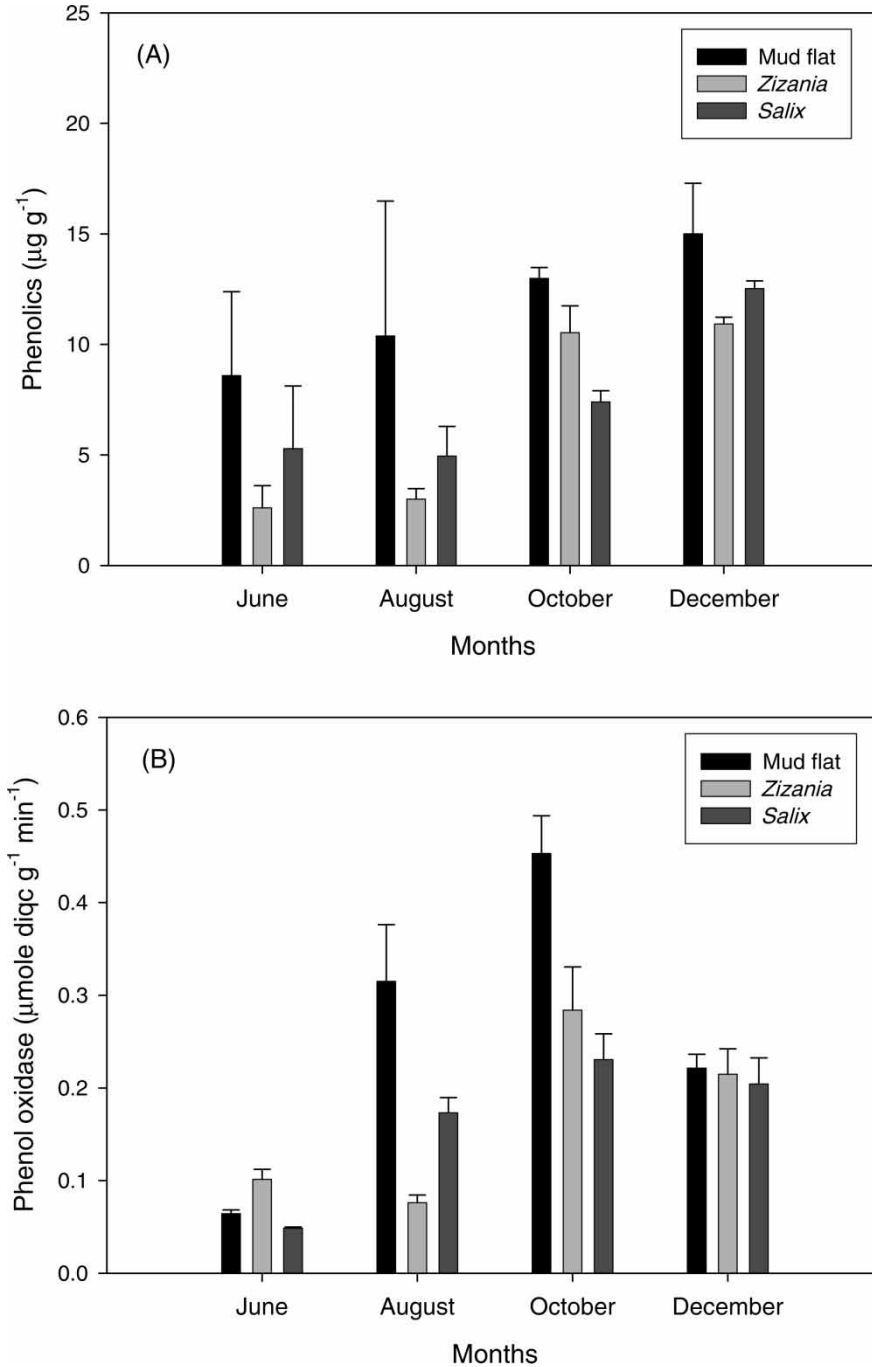 25
20
15
10
5
0
Phenolics (µg g⁻¹)
(A)
Mud flat
Zizania
Salix
June August October December
Months
0.6
0.5
0.4
0.3
0.2
0.1
0.0
Phenol oxidase (µmole diqc g⁻¹ min⁻¹)
(B)
Mud flat
Zizania
Salix
June August October December
Months